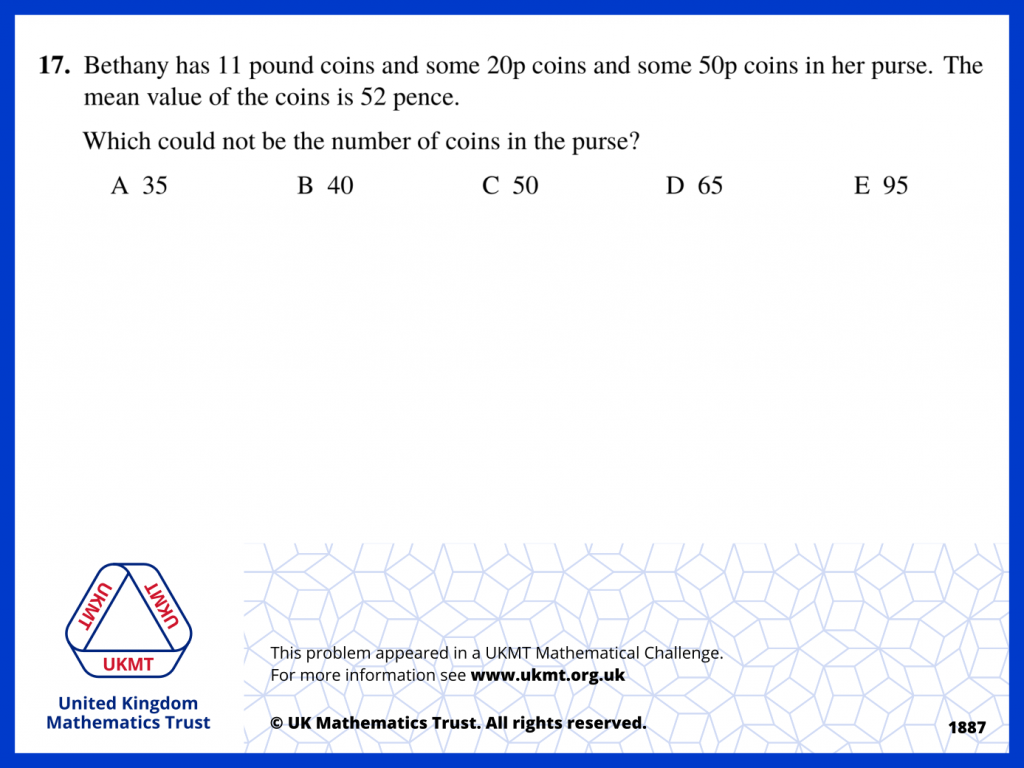 17. Bethany has 11 pound coins and some 20p coins and some 50p coins in her purse. The
mean value of the coins is 52 pence.
Which could not be the number of coins in the purse?
A 35 B 40 C 50 D 65 E 95
UKMT UKMT
UKMT
United Kingdom
Mathematics Trust
This problem appeared in a UKMT Mathematical Challenge.
For more information see www.ukmt.org.uk
© UK Mathematics Trust. All rights reserved.
1887